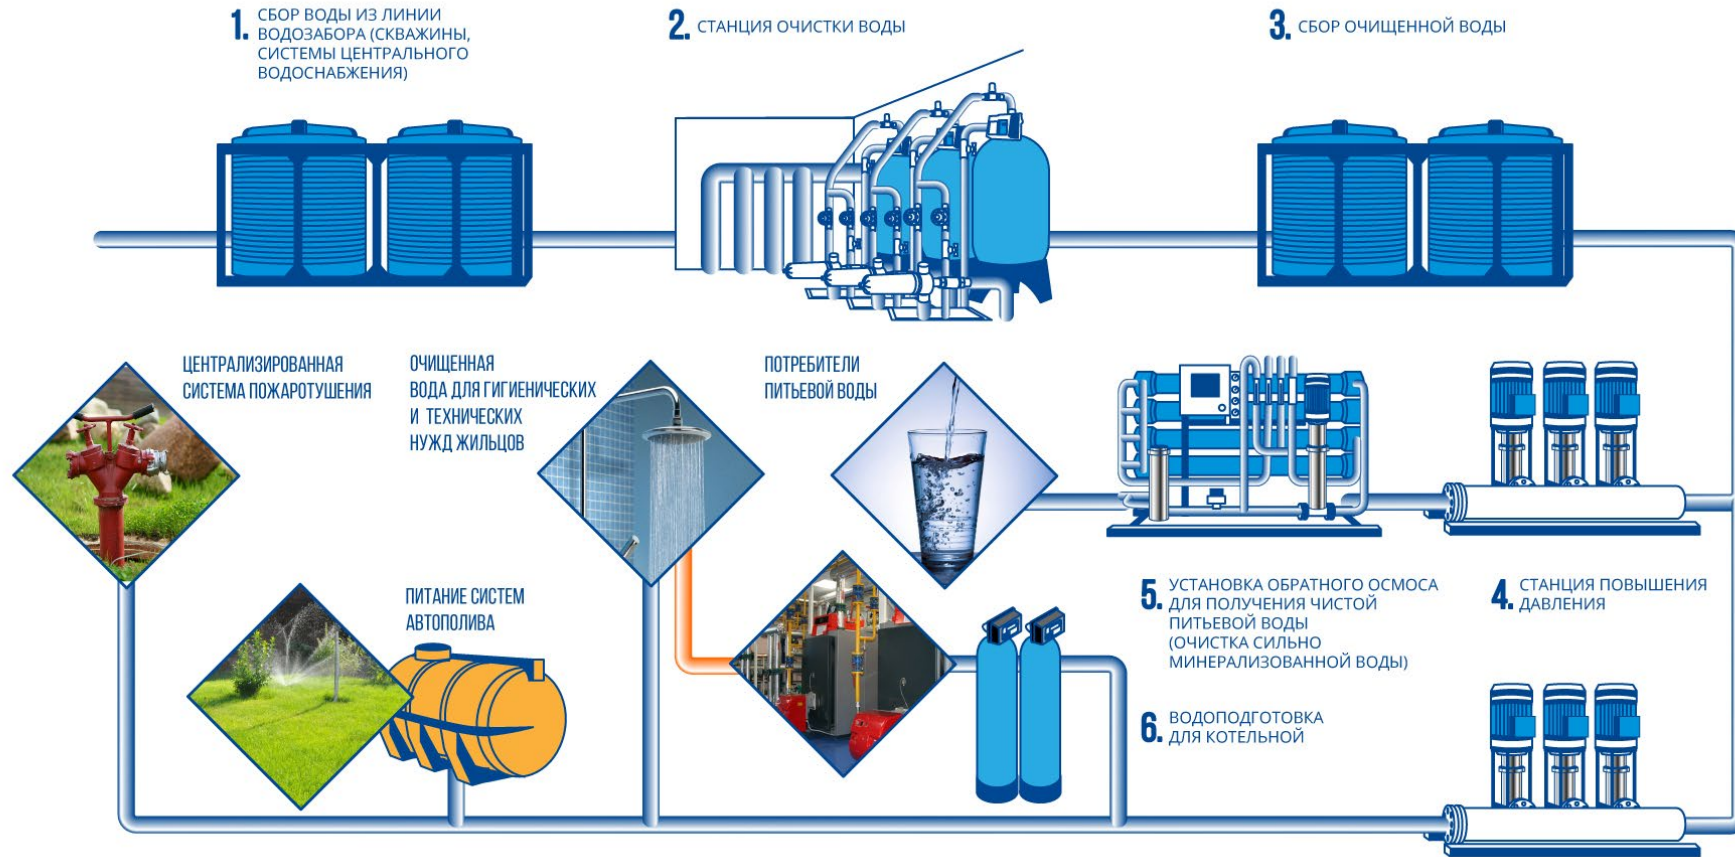 1. СБОР ВОДЫ ИЗ ЛИНИИ
ВОДОЗАБОРА (СКВАЖИНЫ,
СИСТЕМЫ ЦЕНТРАЛЬНОГО
ВОДОСНАБЖЕНИЯ)
2. СТАНЦИЯ ОЧИСТКИ ВОДЫ
3. СБОР ОЧИЩЕННОЙ ВОДЫ
ЦЕНТРАЛИЗИРОВАННАЯ
СИСТЕМА ПОЖАРОТУШЕНИЯ
ОЧИЩЕННАЯ
ВОДА ДЛЯ ГИГИЕНИЧЕСКИХ
И ТЕХНИЧЕСКИХ
НУЖД ЖИЛЬЦОВ
ПОТРЕБИТЕЛИ
ПИТЬЕВОЙ ВОДЫ
ПИТАНИЕ СИСТЕМ
АВТОПОЛИВА
5. УСТАНОВКА ОБРАТНОГО ОСМОСА
ДЛЯ ПОЛУЧЕНИЯ ЧИСТОЙ
ПИТЬЕВОЙ ВОДЫ
(ОЧИСТКА СИЛЬНО
МИНЕРАЛИЗОВАННОЙ ВОДЫ)
4. СТАНЦИЯ ПОВЫШЕНИЯ
ДАВЛЕНИЯ
6. ВОДОПОДГОТОВКА
ДЛЯ КОТЕЛЬНОЙ